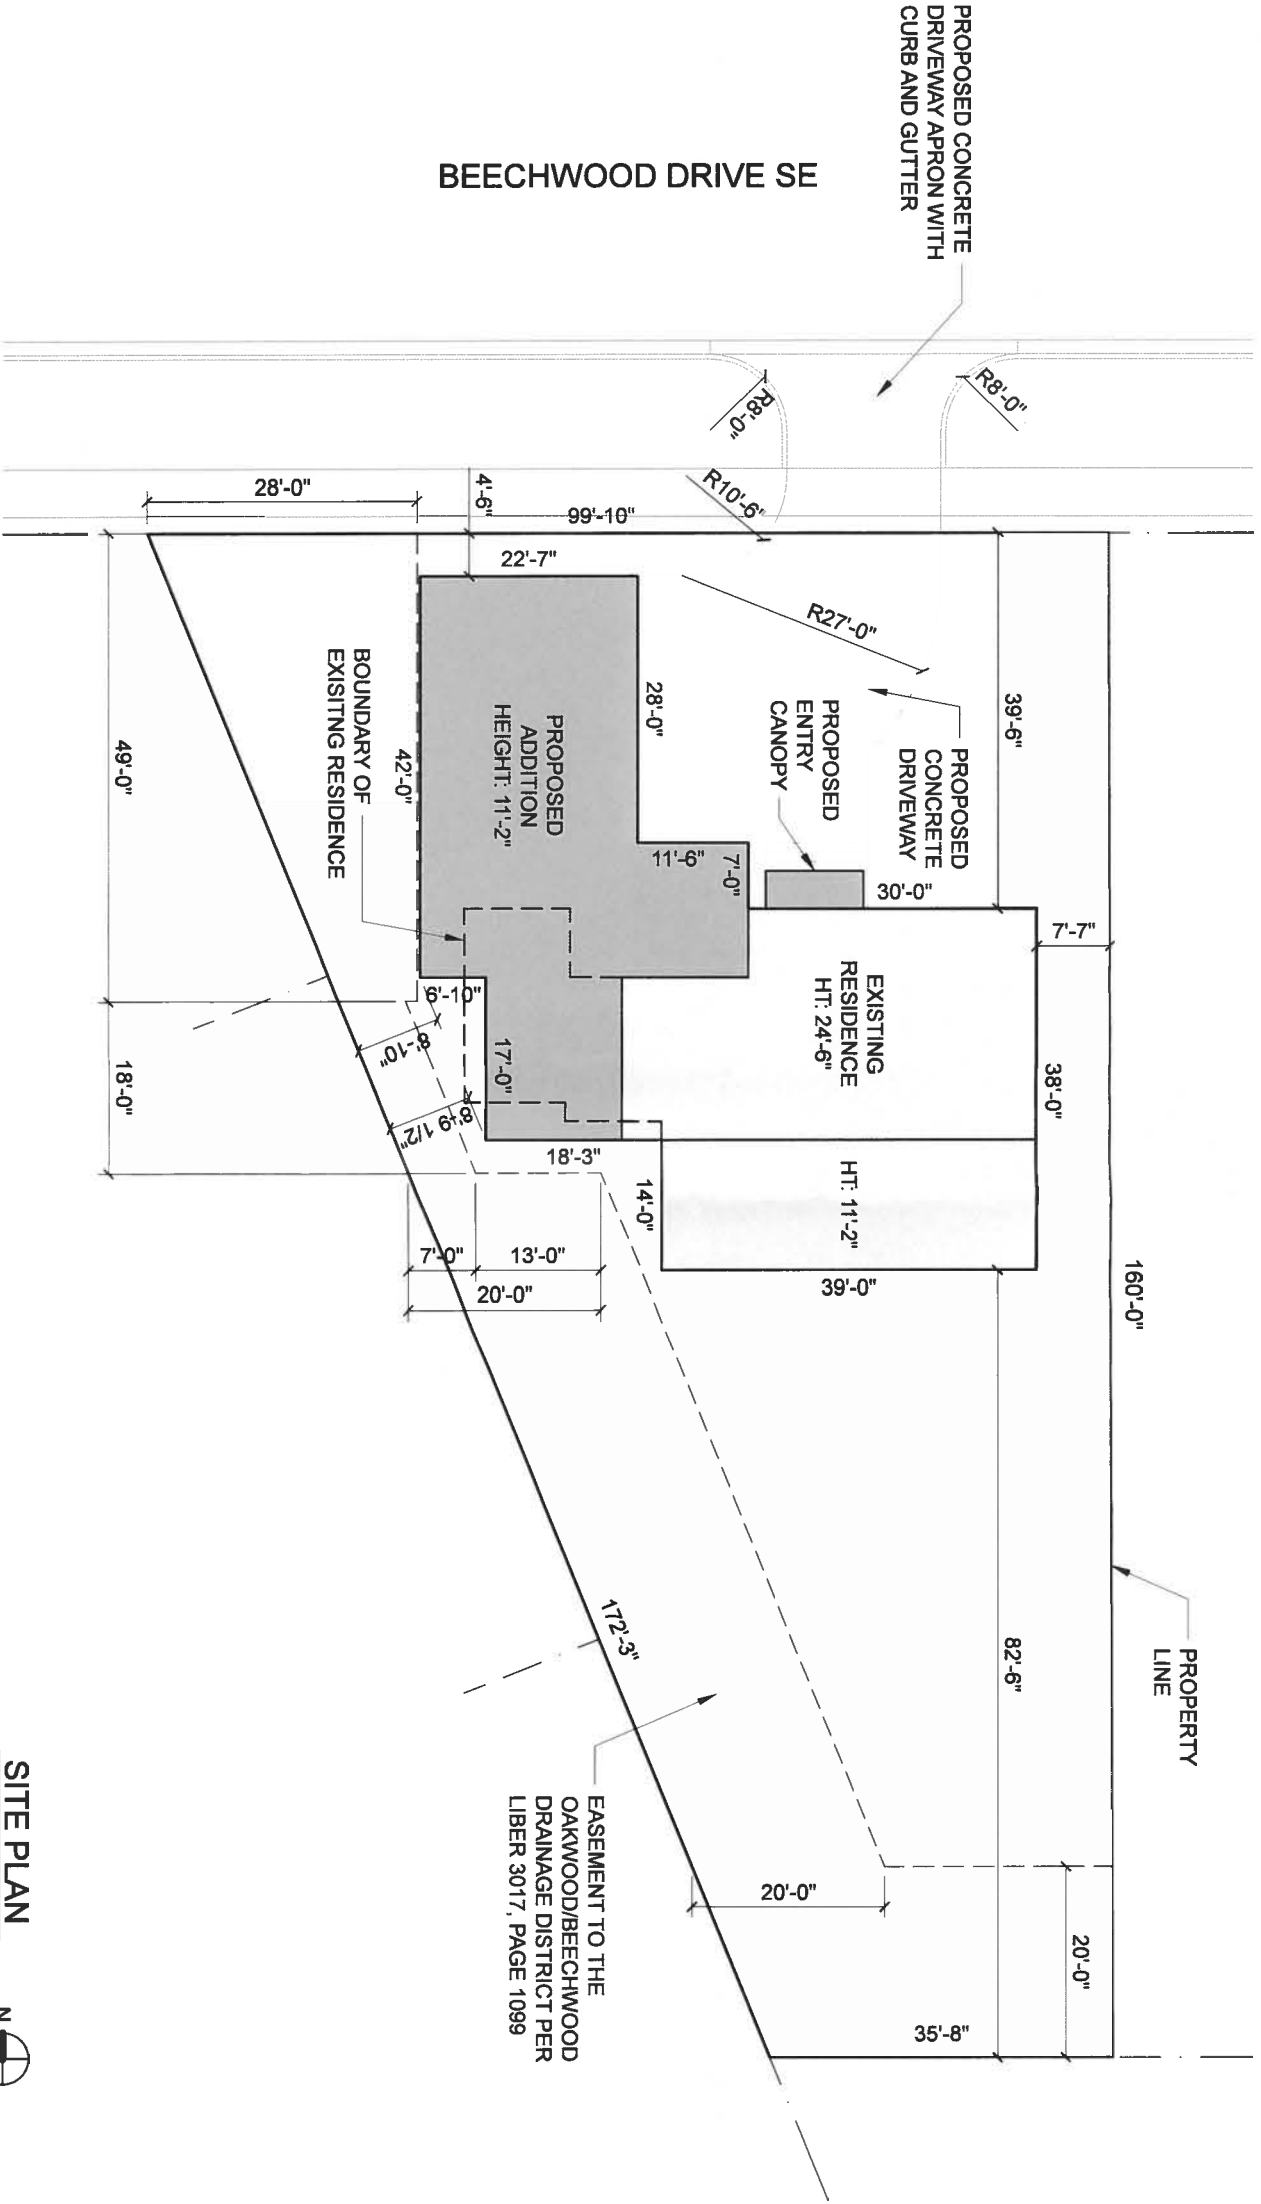 PROPOSED CONCRETE
DRIVEWAY APRON WITH
CURB AND GUTTER
BEECHWOOD DRIVE SE
R8'-0"
R8'-0"
R10'-6"
28'-0"
4'-6"
99'-10"
22'-7"
R27'-0"
39'-6"
PROPOSED
CONCRETE
DRIVEWAY
PROPOSED
ENTRY
CANOPY
28'-0"
PROPOSED
ADDITION
HEIGHT: 11'-2"
BOUNDARY OF
EXISITNG RESIDENCE
42'-0"
49'-0"
11'-6"
7'-0"
30'-0"
7'-7"
EXISTING
RESIDENCE
HT: 24'-6"
38'-0"
6'-10"
8'-10"
17'-0"
8'-9 1/2"
18'-0"
18'-3"
14'-0"
HT: 11'-2"
7'-0"
13'-0"
20'-0"
39'-0"
160'-0"
PROPERTY
LINE
82'-6"
172'-3"
EASEMENT TO THE
OAKWOOD/BEECHWOOD
DRAINAGE DISTRICT PER
LIBER 3017, PAGE 1099
20'-0"
20'-0"
35'-8"
SITE PLAN
N